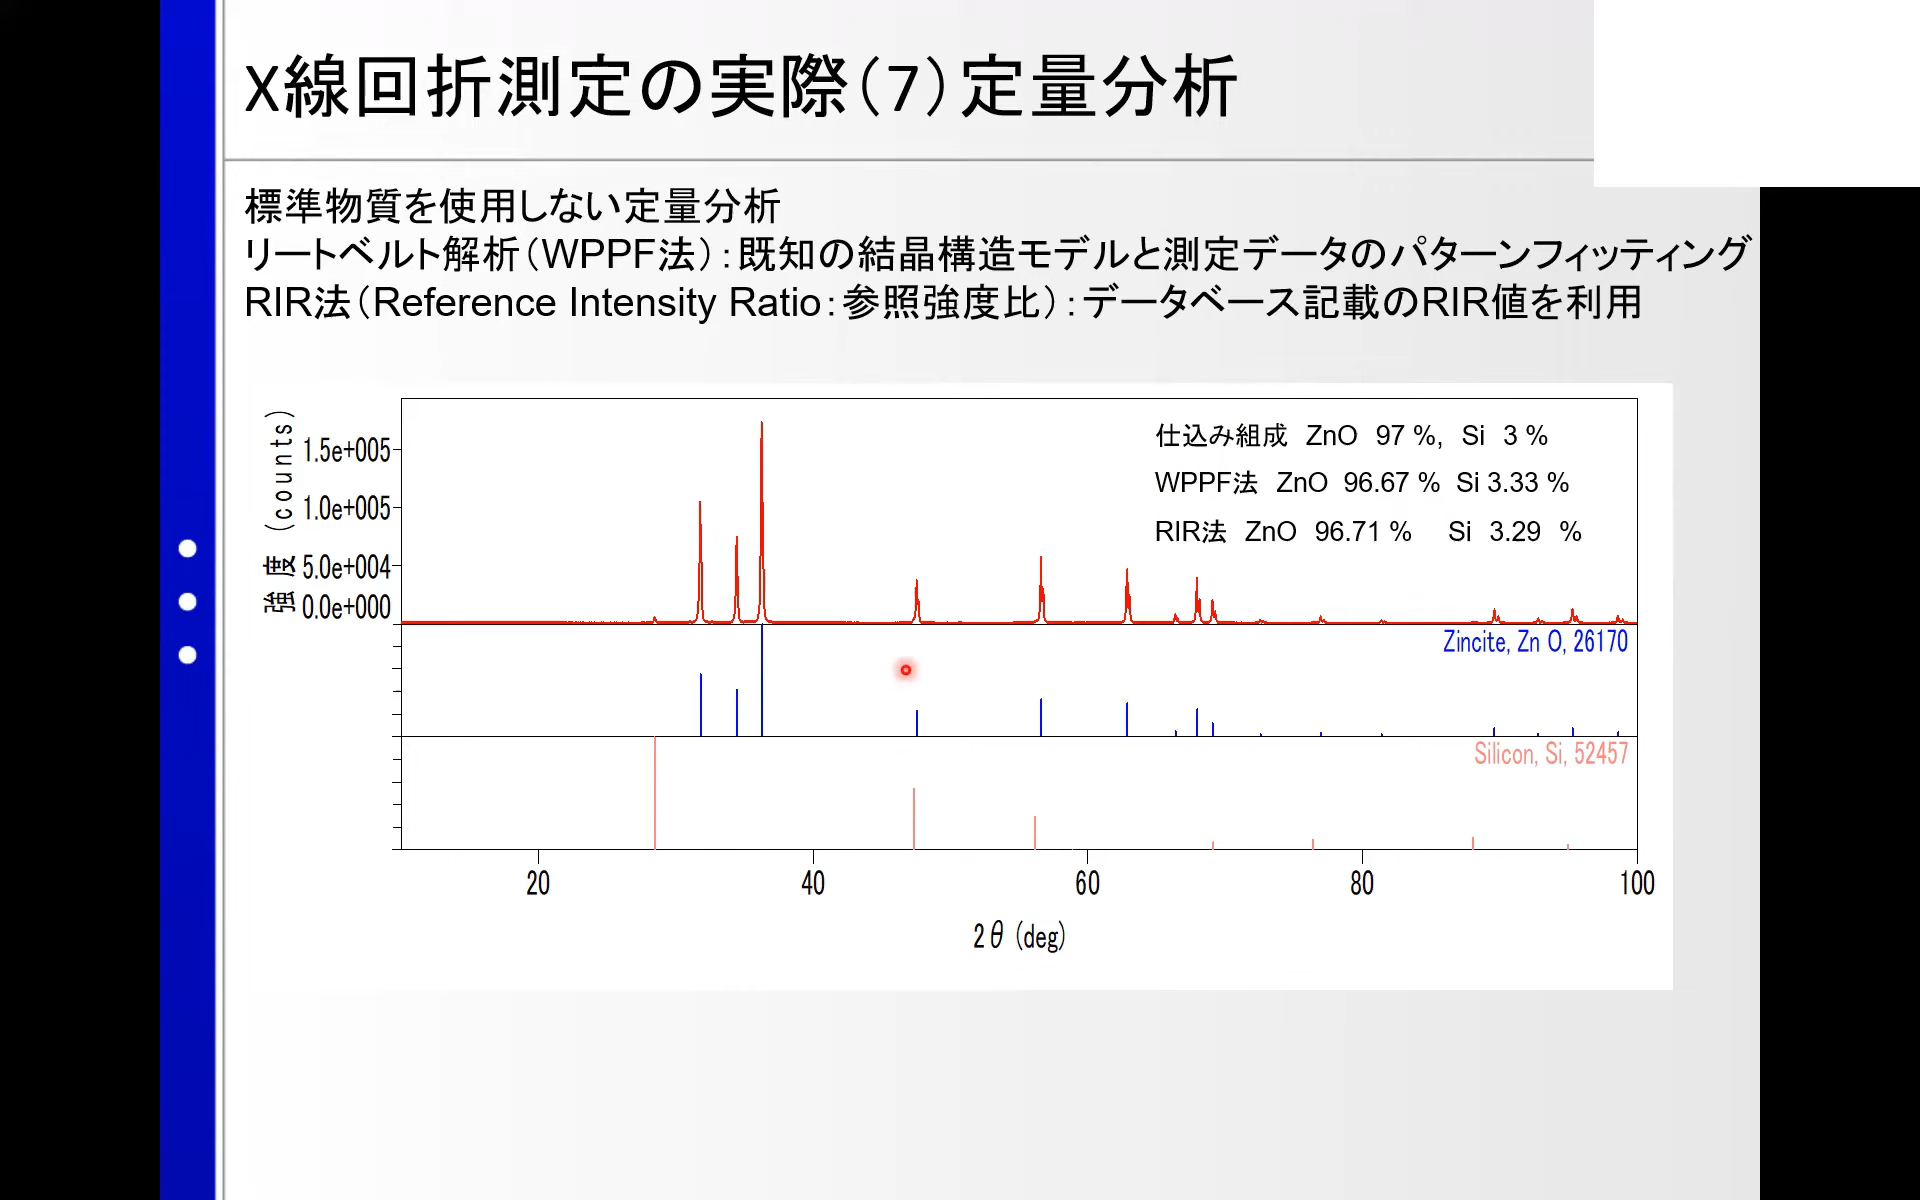 X線回折測定の実際（7）定量分析
標準物質を使用しない定量分析
リートベルト解析（WPPF法）：既知の結晶構造モデルと測定データのパターンフィッティング
RIR法（Reference Intensity Ratio：参照強度比）：データベース記載のRIR値を利用
強度 (counts)
1.5e+005
1.0e+005
5.0e+004
0.0e+000
仕込み組成 ZnO 97 %, Si 3 %
WPPF法 ZnO 96.67 % Si 3.33 %
RIR法 ZnO 96.71 % Si 3.29 %
Zincite, Zn O, 26170
Silicon, Si, 52457
20 40 60 80 100
2θ (deg)